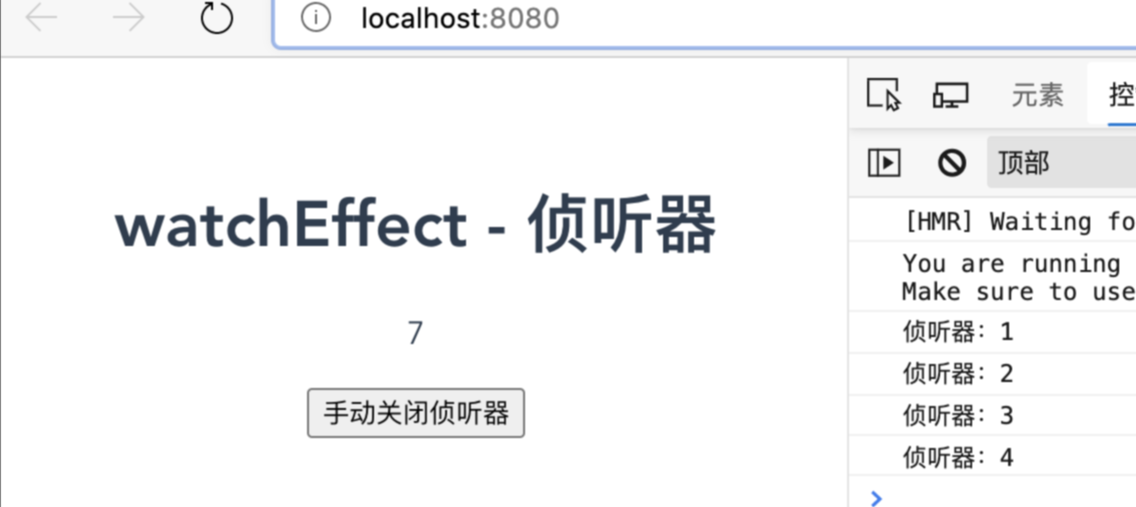 localhost:8080
元素
顶部
watchEffect - 侦听器
7
手动关闭侦听器
[HMR] Waiting
You are running
Make sure to use
侦听器: 1
侦听器: 2
侦听器: 3
侦听器: 4